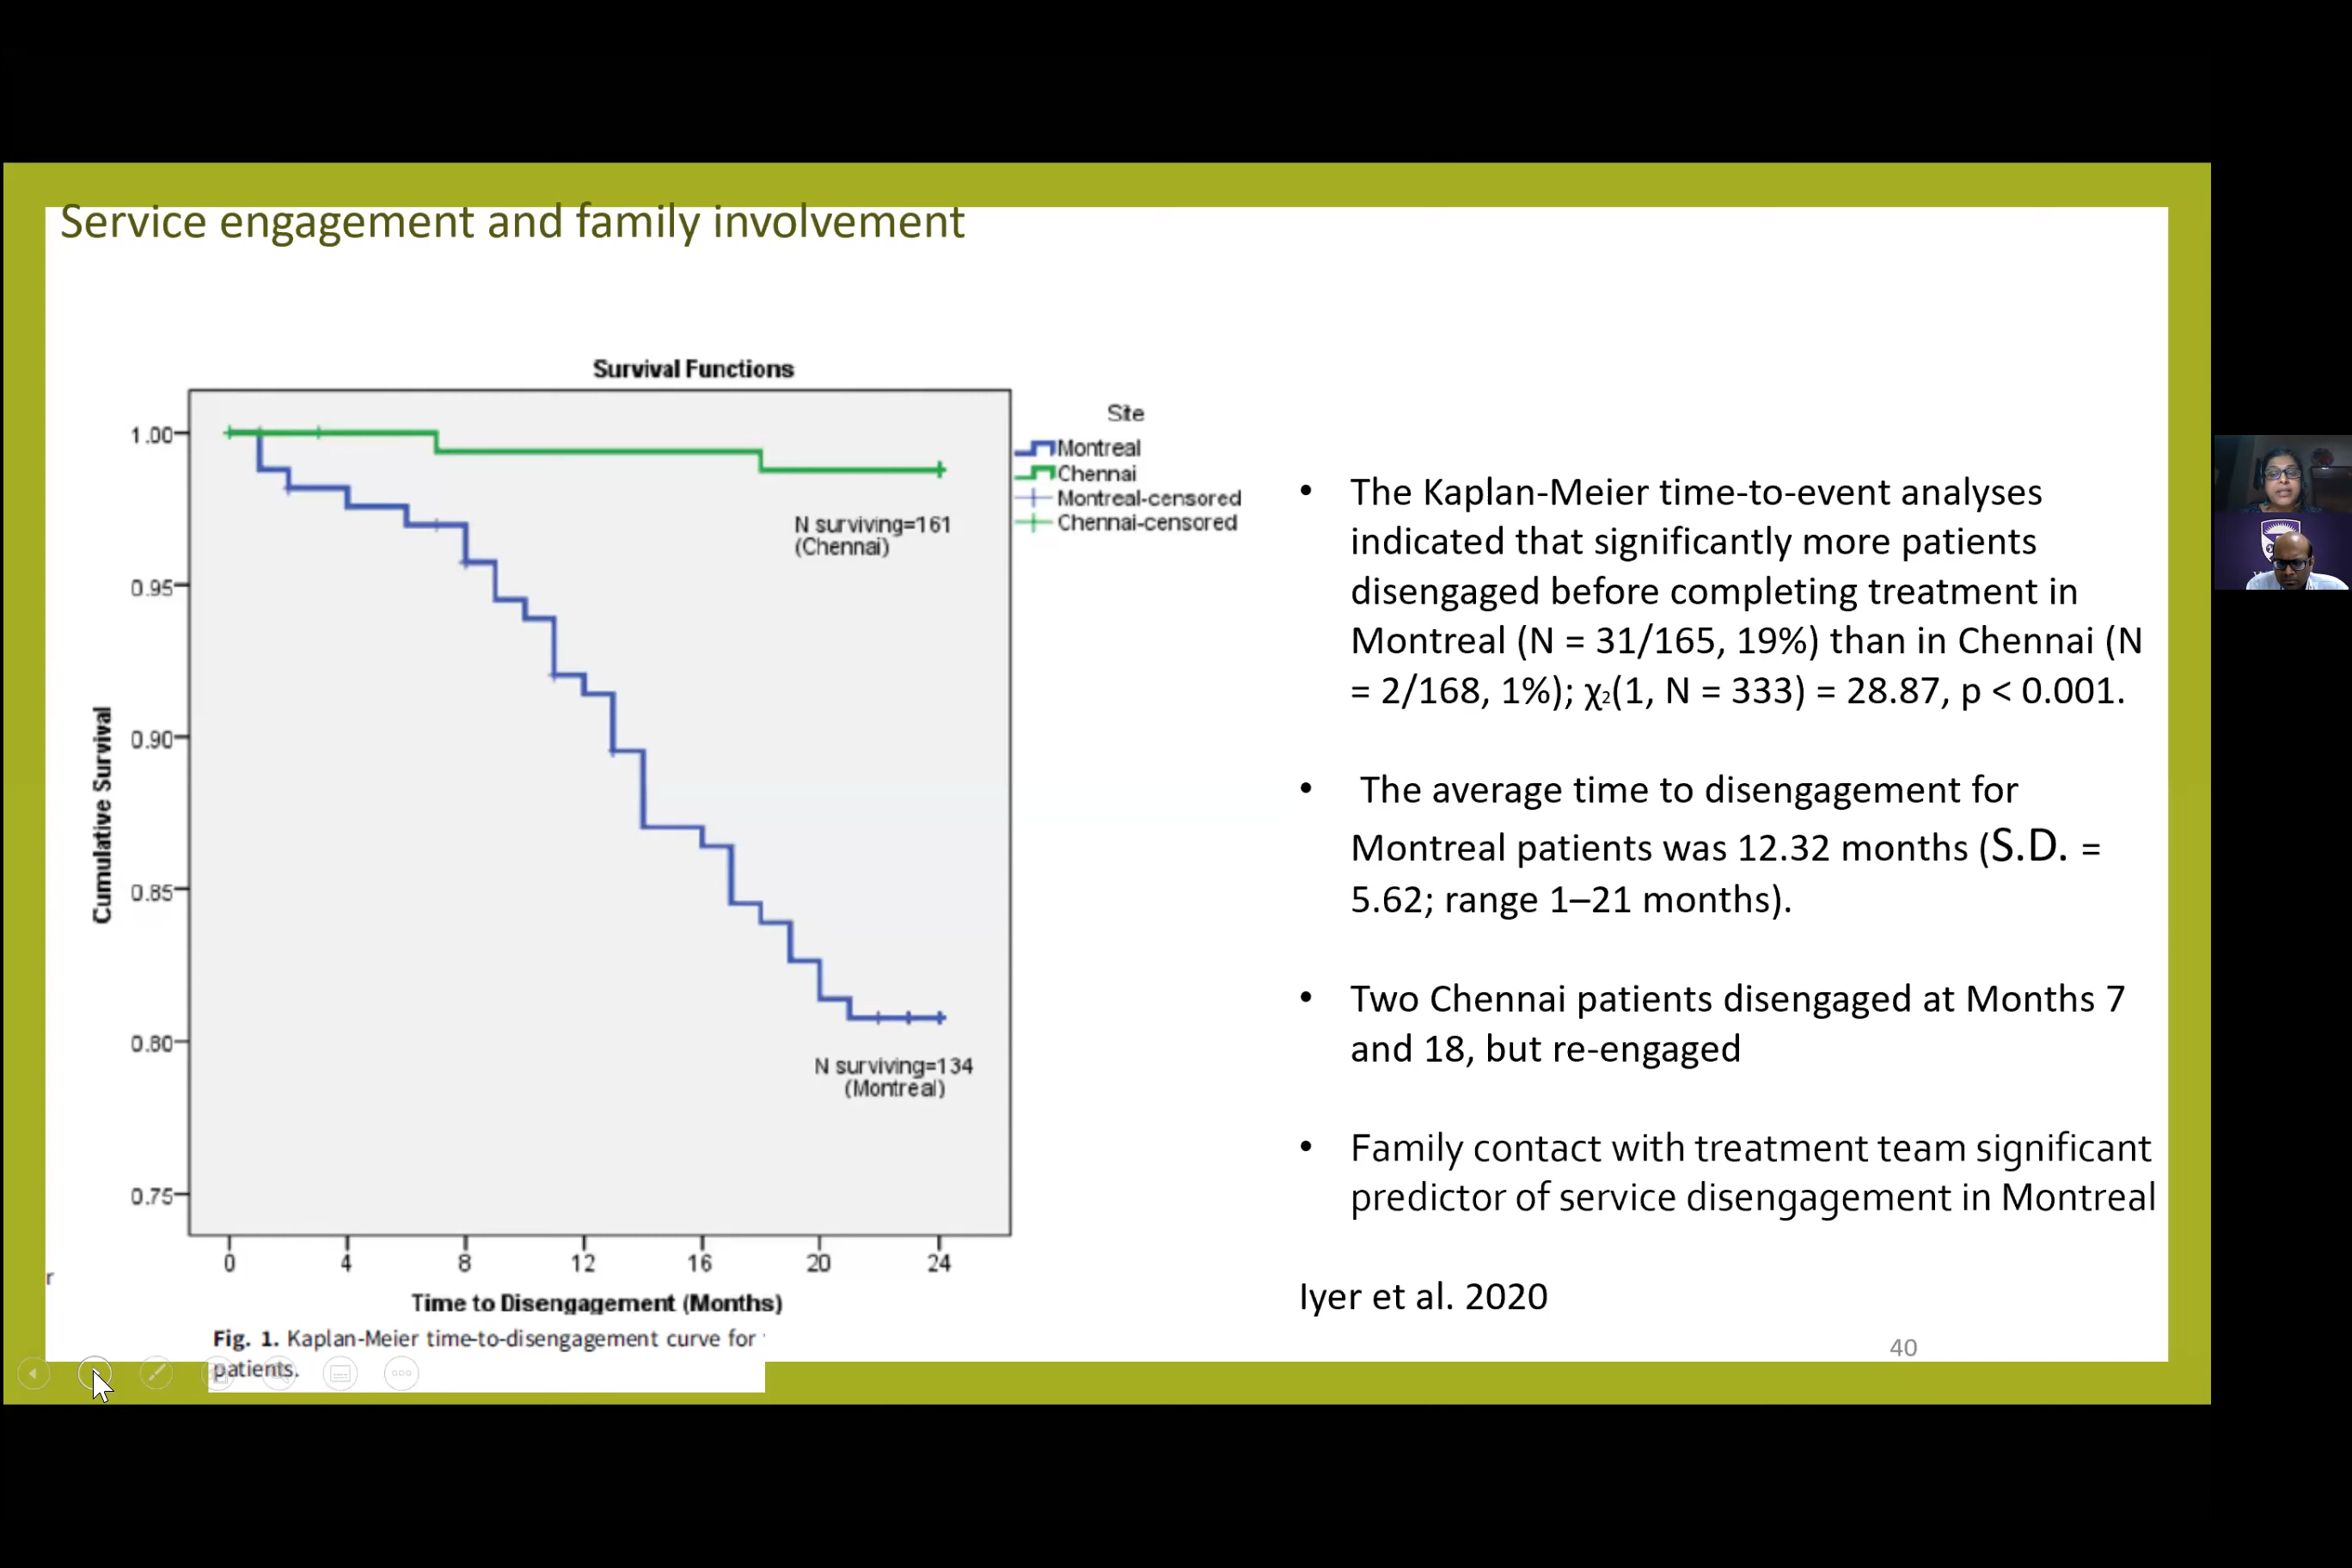 Service engagement and family involvement
Survival Functions
Site
Montreal
Chennai
Montreal-censored
Chennai-censored
1.00
0.95
0.90
0.85
0.80
0.75
Cumulative Survival
N surviving=161
(Chennai)
N surviving=134
(Montreal)
0 4 8 12 16 20 24
Time to Disengagement (Months)
Fig. 1. Kaplan-Meier time-to-disengagement curve for
patients.
r
• The Kaplan-Meier time-to-event analyses
indicated that significantly more patients
disengaged before completing treatment in
Montreal (N = 31/165, 19%) than in Chennai (N
= 2/168, 1%); χ2(1, N = 333) = 28.87, p < 0.001.
• The average time to disengagement for
Montreal patients was 12.32 months (S.D. =
5.62; range 1–21 months).
• Two Chennai patients disengaged at Months 7
and 18, but re-engaged
• Family contact with treatment team significant
predictor of service disengagement in Montreal
Iyer et al. 2020
40